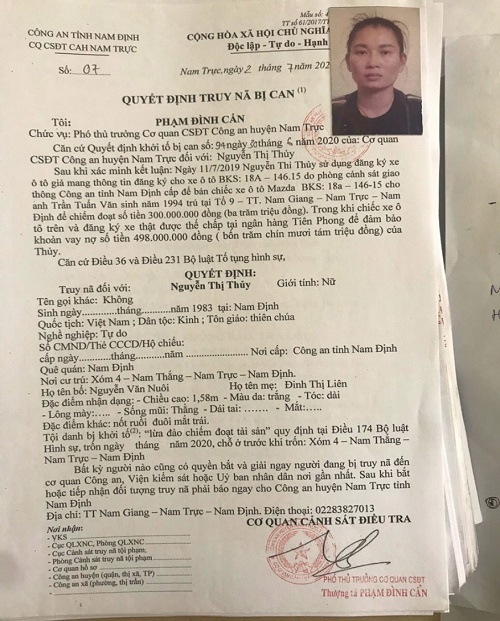 CÔNG AN TỈNH NAM ĐỊNH
CQ CSĐT CAH NAM TRỰC
Số: 07
Mẫu số:
TT số 61/2017/T
CỘNG HÒA XÃ HỘI CHỦ NGHĨA
Độc lập - Tự do - Hạnh
Nam Trực, ngày 2 tháng 7 năm 202
QUYẾT ĐỊNH TRUY NÃ BỊ CAN (1)
Tôi: PHẠM ĐÌNH CẨN
Chức vụ: Phó thủ trưởng Cơ quan CSĐT Công an huyện Nam Trực
Căn cứ Quyết định khởi tố bị can số: ngày tháng năm 2020 của: Cơ quan
CSĐT Công an huyện Nam Trực đối với: Nguyễn Thị Thủy
Sau khi xác minh kết luận: Ngày 11/7/2019 Nguyễn Thi Thủy sử dụng đăng ký xe
ô tô giả mang thông tin đăng ký cho xe ô tô BKS: 18A – 146.15 do phòng cảnh sát giao
thông Công an tỉnh Nam Định cấp để bán chiếc xe ô tô Mazda BKS: 18a – 146-15 cho
anh Trần Tuấn Văn sinh năm 1994 trú tại Tổ 9 – TT. Nam Giang – Nam Trực – Nam
Định để chiếm đoạt số tiền 300.000.000 đồng (ba trăm triệu đồng). Trong khi chiếc xe ô
tô trên và đăng ký xe thật được thế chấp tại ngân hàng Tiên Phong để đảm bảo
khoản vay nợ số tiền 498.000.000 đồng ( bốn trăm chín mươi tám triệu đồng) của
Thủy.
Căn cứ Điều 36 và Điều 231 Bộ luật Tố tụng hình sự,
QUYẾT ĐỊNH:
Truy nã đối với: Nguyễn Thị Thủy Giới tính: Nữ
Tên gọi khác: Không
Sinh ngày.............tháng...........năm 1983 tại: Nam Định
Quốc tịch: Việt Nam ; Dân tộc: Kinh ; Tôn giáo: thiên chúa
Nghề nghiệp: Tự do
Số CMND/Thẻ CCCD/Hộ chiếu:
cấp ngày............tháng.........năm .................. Nơi cấp: Công an tỉnh Nam Định
Quê quán: Nam Định
Nơi cư trú: Xóm 4 – Nam Thắng – Nam Trực – Nam Định.
Họ tên bố: Nguyễn Văn Nuôi Họ tên mẹ: Đinh Thị Liên
Đặc điểm nhận dạng: - Chiều cao: 1,58m - Màu da: trắng - Tóc: dài
- Lông mày:..... - Sống mũi: Thẳng - Dái tai: ....... - Mắt:.....
Đặc điểm khác: nốt ruồi đuôi mắt trái.
Tội danh bị khởi tố(2): "lừa đảo chiếm đoạt tài sản" quy định tại Điều 174 Bộ luật
Hình sự, trốn ngày tháng năm 2020, chỗ ở trước khi trốn: Xóm 4 – Nam Thắng –
Nam Trực – Nam Định
Bất kỳ người nào cũng có quyền bắt và giải ngay người đang bị truy nã đến
cơ quan Công an, Viện kiểm sát hoặc Uỷ ban nhân dân nơi gần nhất. Sau khi bắt
hoặc tiếp nhận đối tượng truy nã phải báo ngay cho Công an huyện Nam Trực tỉnh
Nam Định
Địa chỉ: TT Nam Giang – Nam Trực – Nam Định. Điện thoại: 02283827013
CƠ QUAN CẢNH SÁT ĐIỀU TRA
Nơi nhận:
- VKS
- Cục QLXNC, Phòng QLXNC
- Cục Cảnh sát truy nã tội phạm;
- Phòng Cảnh sát truy nã tội phạm
- Cơ quan hồ sơ
- Công an huyện (quận, thị xã, TP)
- Công an xã (phường, thị trấn)
PHÓ THỦ TRƯỞNG CƠ QUAN CSĐT
Thượng tá PHẠM ĐÌNH CẨN